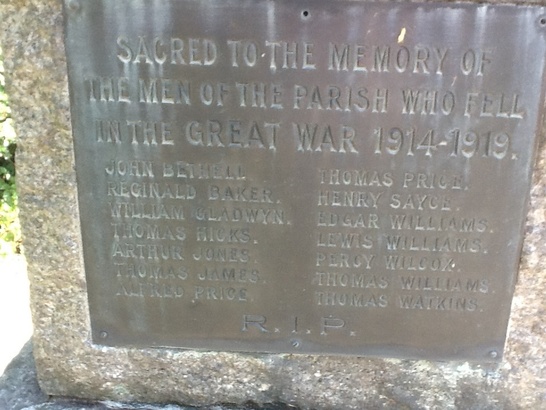 SACRED TO THE MEMORY OF
THE MEN OF THE PARISH WHO FELL
IN THE GREAT WAR 1914-1919.
JOHN BETHELL.
REGINALD BAKER.
WILLIAM GLADWYN.
THOMAS HICKS.
ARTHUR JONES.
THOMAS JAMES.
ALFRED PRICE.
THOMAS PRICE.
HENRY SAYCE.
EDGAR WILLIAMS.
LEWIS WILLIAMS.
PERCY WILCOX.
THOMAS WILLIAMS.
THOMAS WATKINS.
R.I.P.